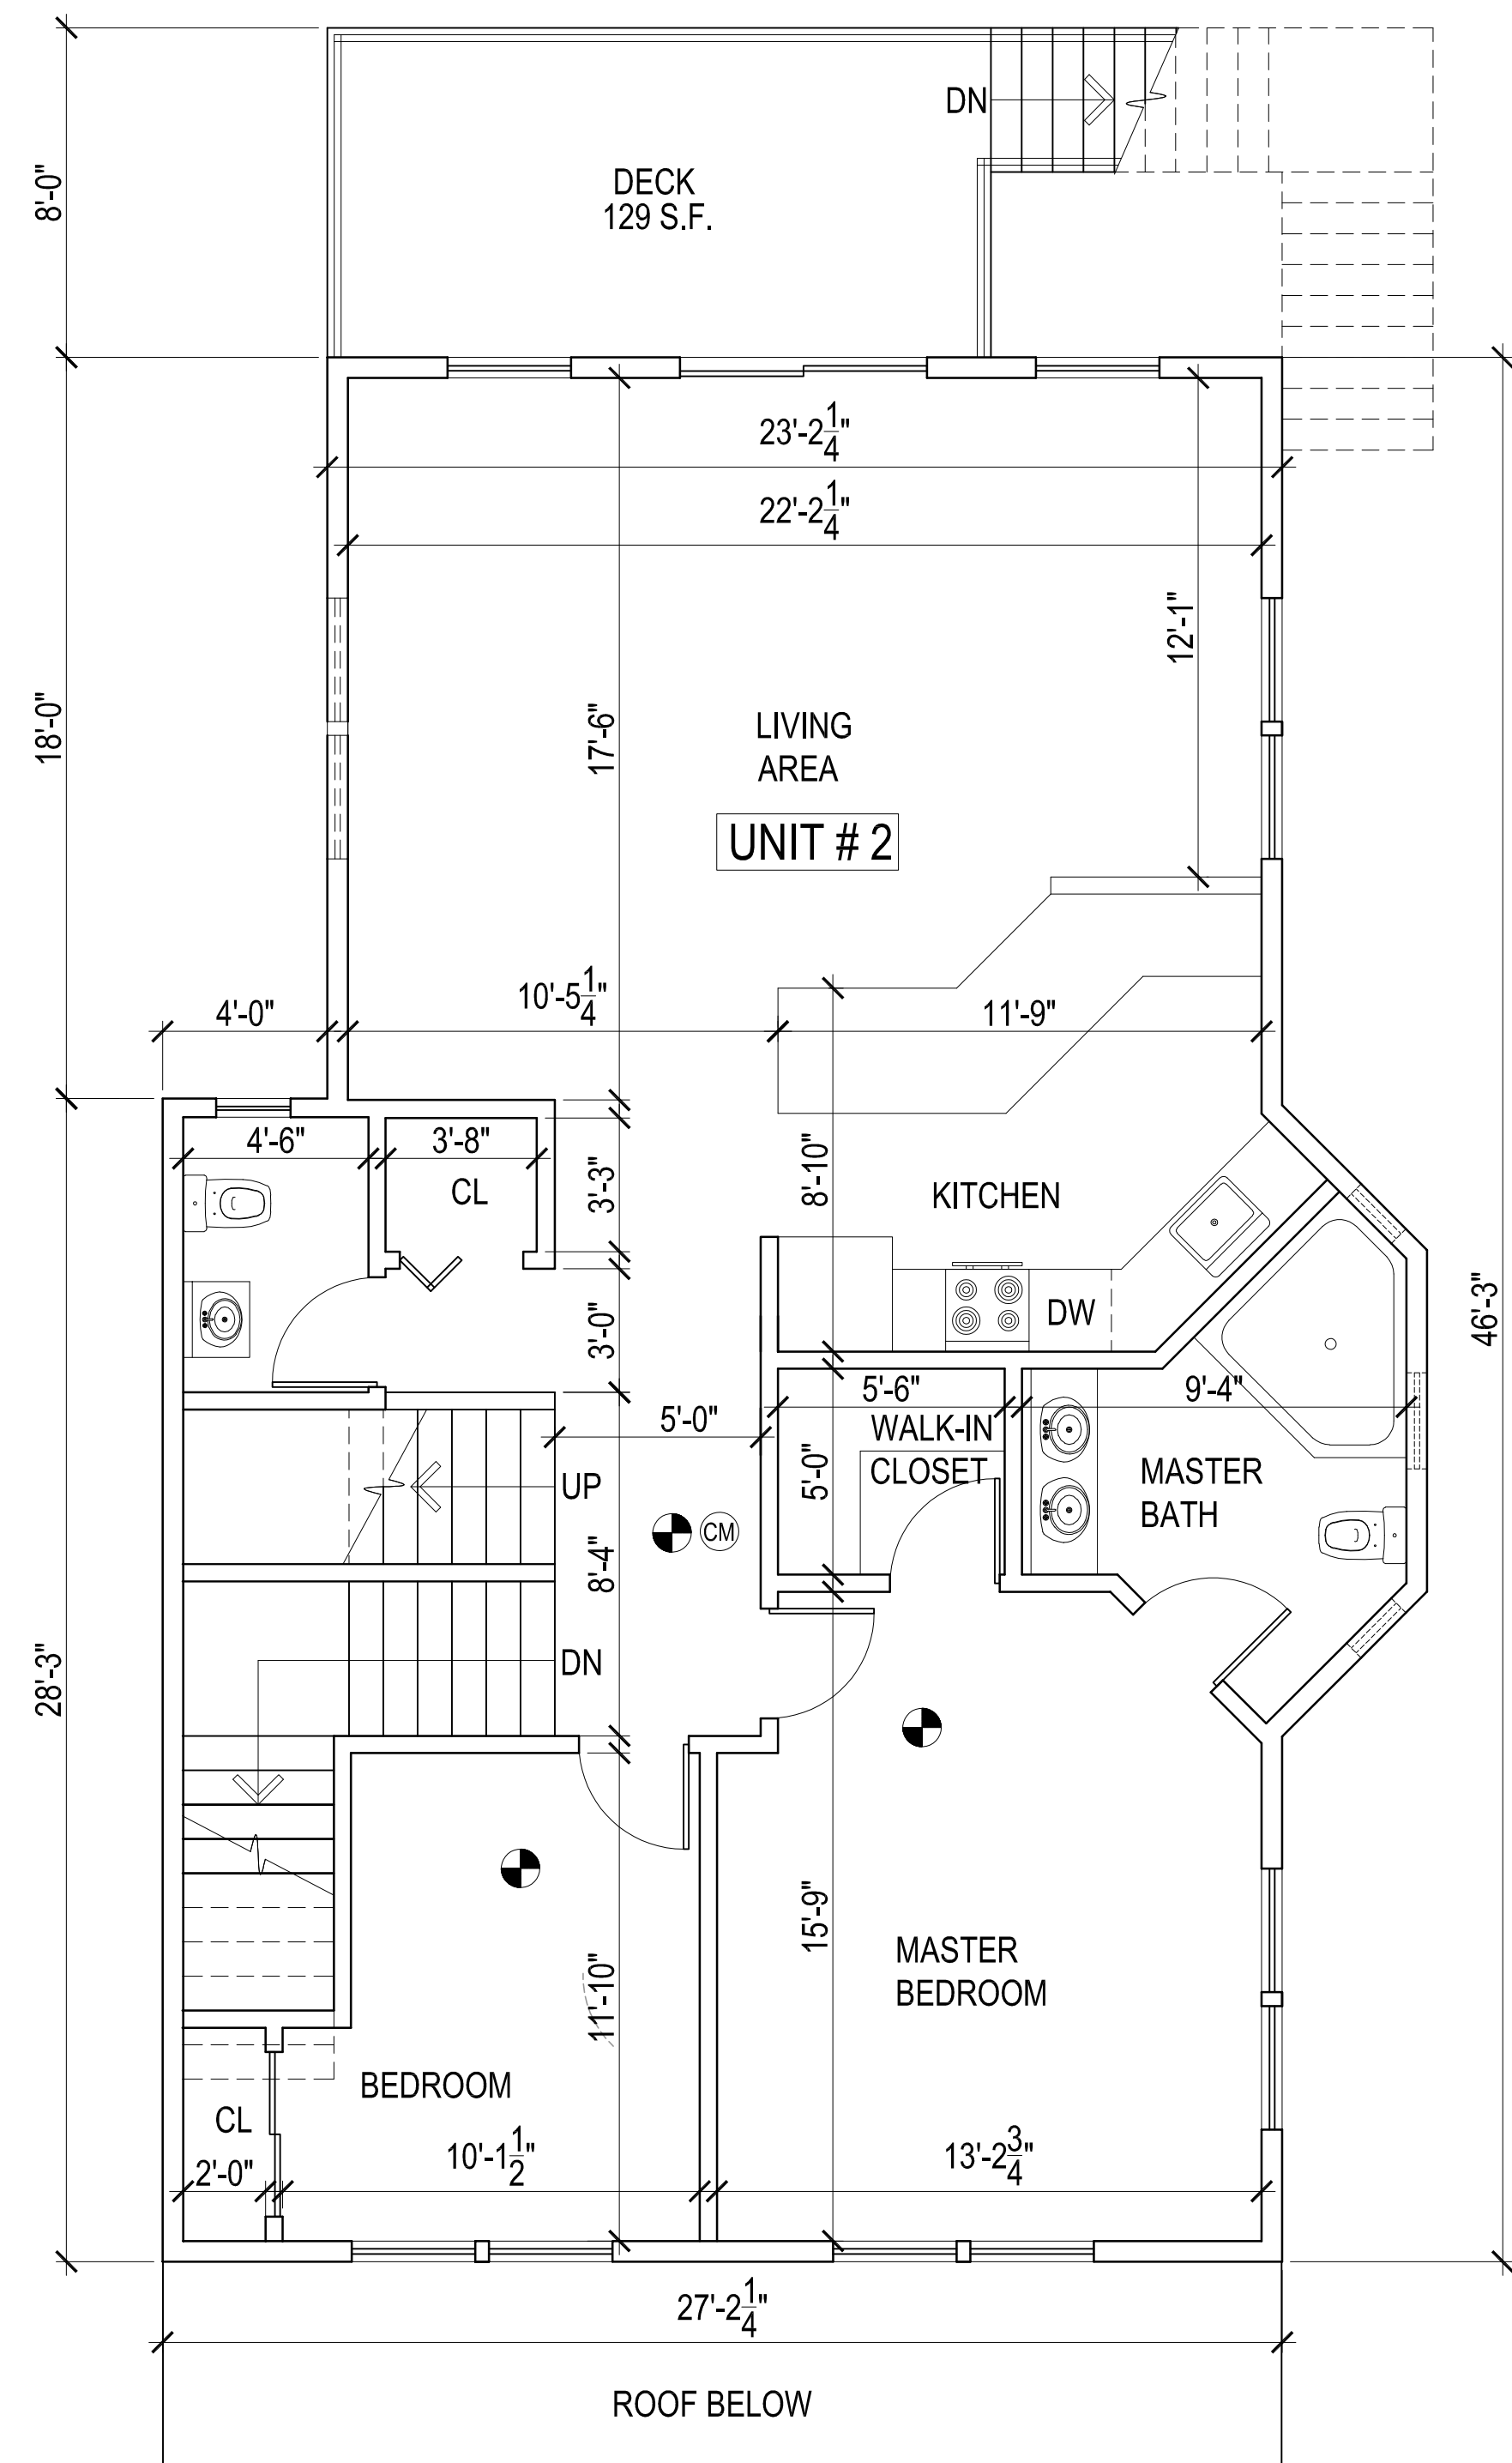 DN
8'-0"
DECK
129 S.F.
23'-2 1/4"
22'-2 1/4"
12'-1"
18'-0"
17'-6"
LIVING
AREA
UNIT # 2
4'-0"
10'-5 1/4"
11'-9"
4'-6"
3'-8"
CL
3'-3"
8'-10"
KITCHEN
3'-0"
DW
46'-3"
5'-6"
9'-4"
5'-0"
WALK-IN
CLOSET
5'-0"
MASTER
BATH
UP
CM
8'-4"
DN
28'-3"
15'-9"
MASTER
BEDROOM
11'-10"
BEDROOM
CL
2'-0"
10'-1 1/2"
13'-2 3/4"
27'-2 1/4"
ROOF BELOW